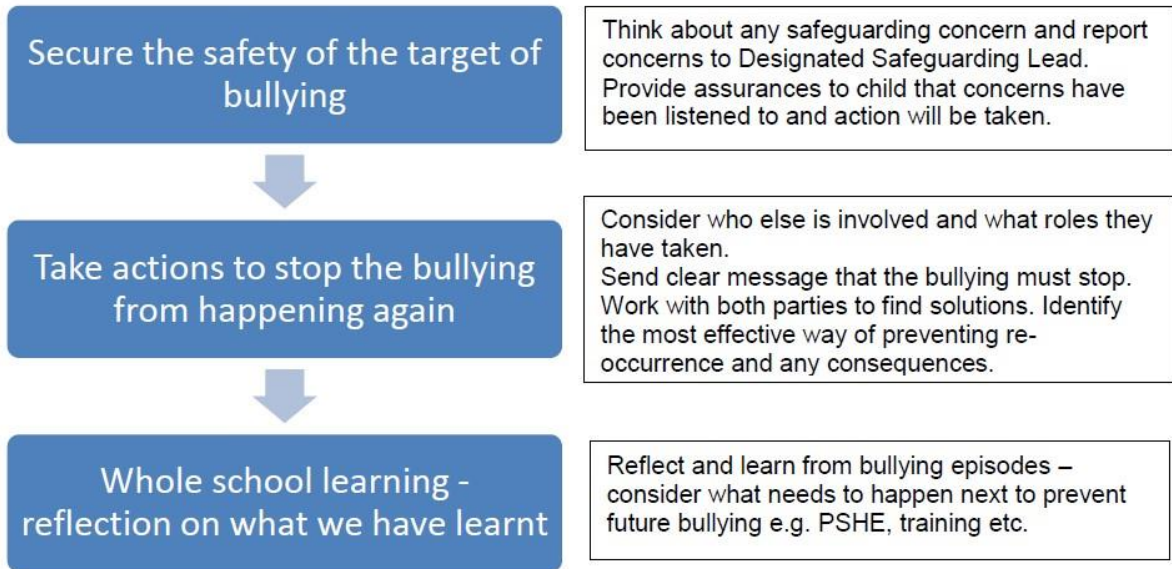 Secure the safety of the target of
bullying
Think about any safeguarding concern and report
concerns to Designated Safeguarding Lead.
Provide assurances to child that concerns have
been listened to and action will be taken.
Take actions to stop the bullying
from happening again
Consider who else is involved and what roles they
have taken.
Send clear message that the bullying must stop.
Work with both parties to find solutions. Identify
the most effective way of preventing re-
occurrence and any consequences.
Whole school learning -
reflection on what we have learnt
Reflect and learn from bullying episodes –
consider what needs to happen next to prevent
future bullying e.g. PSHE, training etc.